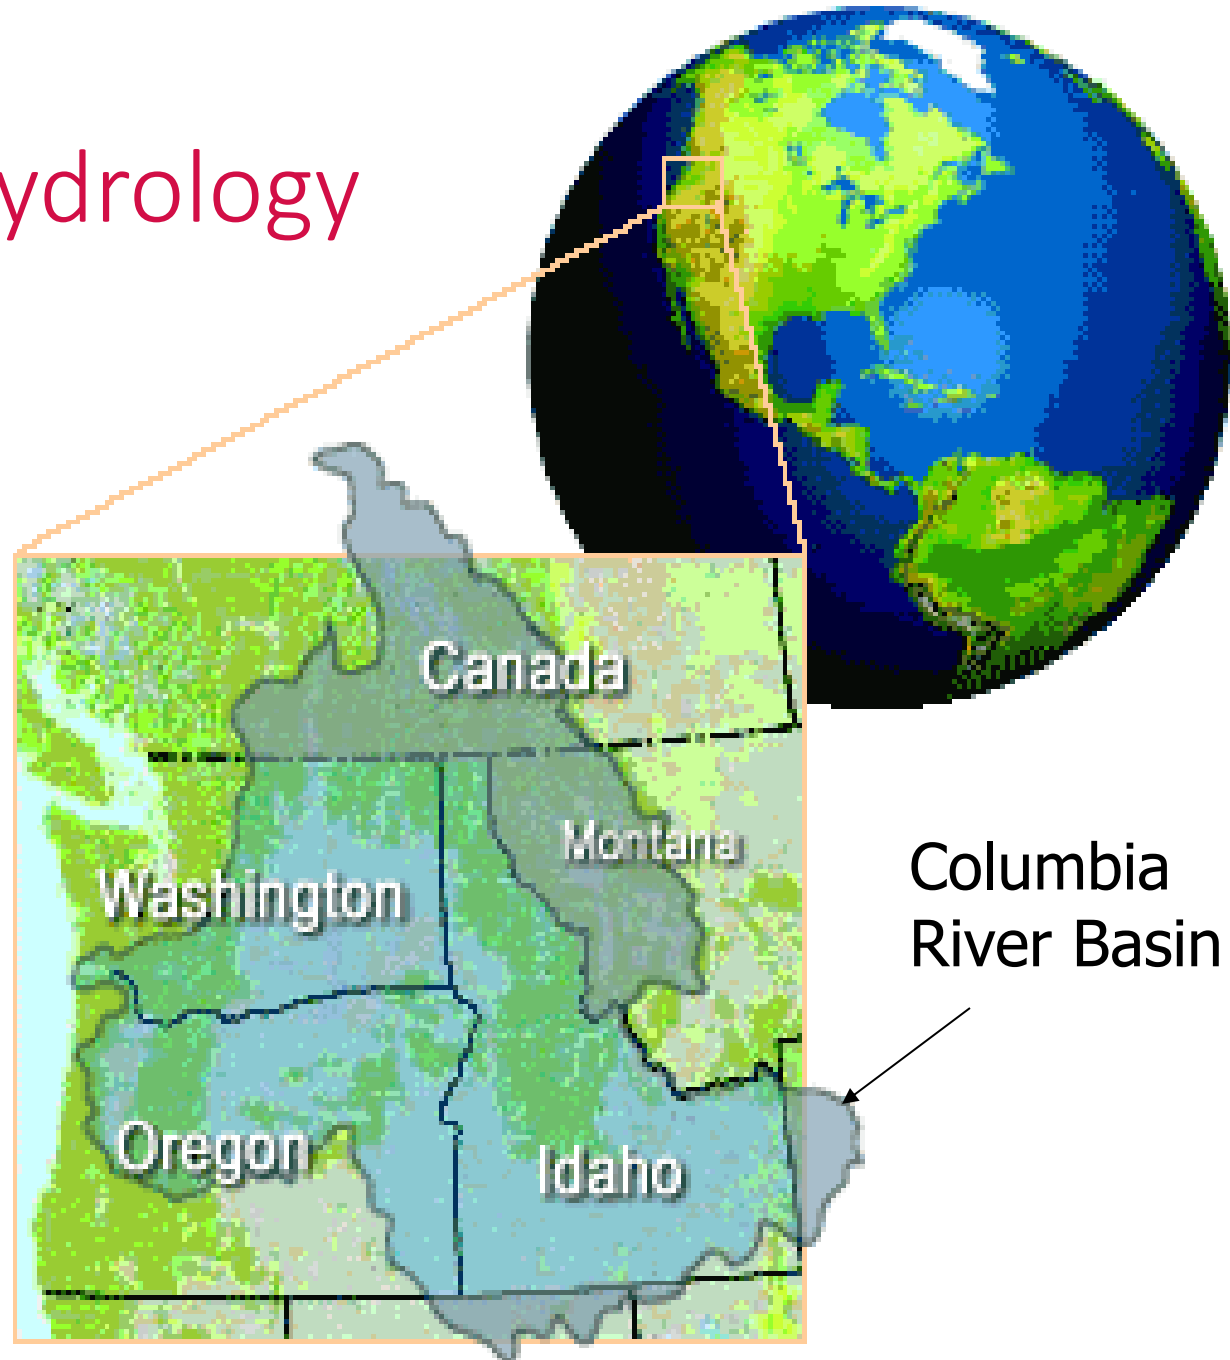 ydrology
Canada
Montana
Washington
Columbia
River Basin
Oregon
Idaho